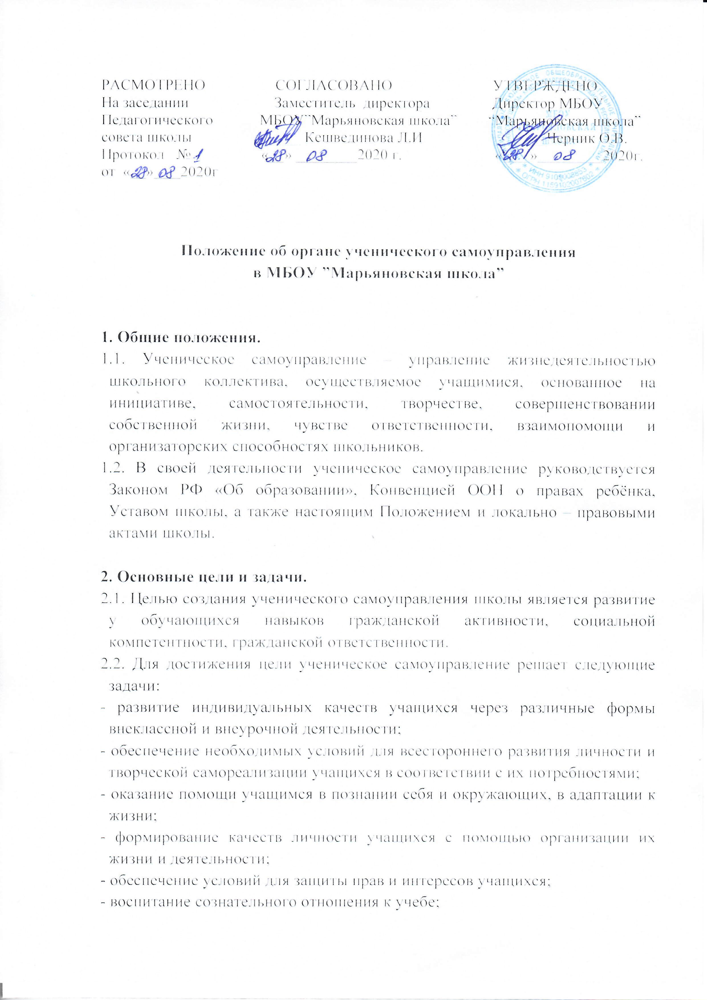 РАСМОТРЕНО
На заседании
Педагогического
совета школы
Протокол № 1
от «28» 08 2020г
СОГЛАСОВАНО
Заместитель директора
МБОУ"Марьяновская школа"
Кешвединова Л.И
«28» 08 2020 г.
УТВЕРЖДЕНО
Директор МБОУ
"Марьяновская школа"
Черник О.В.
«28» 08 2020г.
ИНН 9109008853
ОГРН 1159102007602
Положение об органе ученического самоуправления
в МБОУ "Марьяновская школа"
1. Общие положения.
1.1. Ученическое самоуправление – управление жизнедеятельностью
школьного коллектива, осуществляемое учащимися, основанное на
инициативе, самостоятельности, творчестве, совершенствовании
собственной жизни, чувстве ответственности, взаимопомощи и
организаторских способностях школьников.
1.2. В своей деятельности ученическое самоуправление руководствуется
Законом РФ «Об образовании», Конвенцией ООН о правах ребёнка,
Уставом школы, а также настоящим Положением и локально – правовыми
актами школы.
2. Основные цели и задачи.
2.1. Целью создания ученического самоуправления школы является развитие
у обучающихся навыков гражданской активности, социальной
компетентности, гражданской ответственности.
2.2. Для достижения цели ученическое самоуправление решает следующие
задачи:
- развитие индивидуальных качеств учащихся через различные формы
внеклассной и внеурочной деятельности;
- обеспечение необходимых условий для всестороннего развития личности и
творческой самореализации учащихся в соответствии с их потребностями;
- оказание помощи учащимся в познании себя и окружающих, в адаптации к
жизни;
- формирование качеств личности учащихся с помощью организации их
жизни и деятельности;
- обеспечение условий для защиты прав и интересов учащихся;
- воспитание сознательного отношения к учебе;